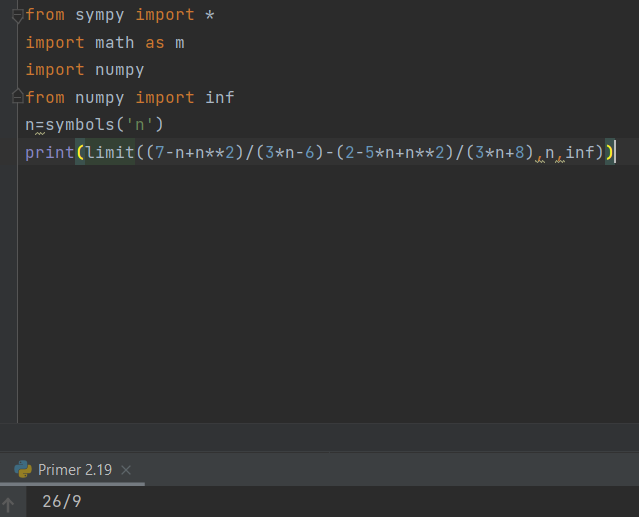 from sympy import *
import math as m
import numpy
from numpy import inf
n=symbols('n')
print(limit((7-n+n**2)/(3*n-6)-(2-5*n+n**2)/(3*n+8),n,inf))
Primer 2.19
26/9